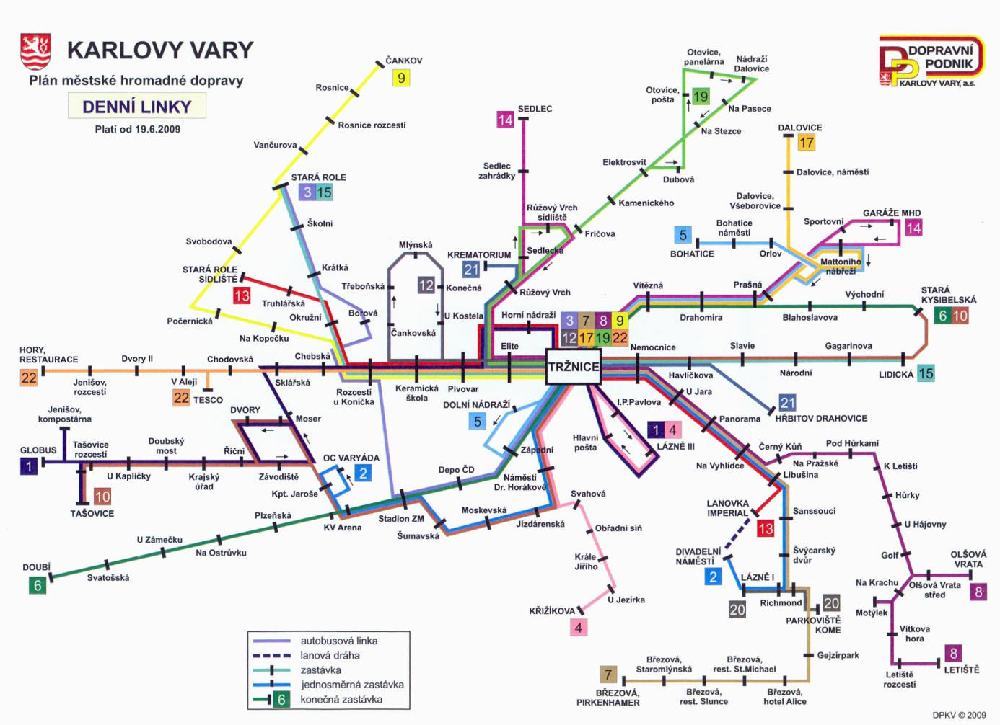 KARLOVY VARY
Plán městské hromadné dopravy
DENNÍ LINKY
Platí od 19.6.2009
DOPRAVNÍ
PODNIK
KARLOVY VARY, a.s.
ČANKOV
9
Rosnice
Rosnice rozcestí
Vančurova
STARÁ ROLE
3 15
Školní
Svobodova
STARÁ ROLE
SÍDLIŠTĚ
13
Krátká
Truhlářská
Okružní
Borová
Počernická
Na Kopečku
Mlýnská
Třeboňská
12
Konečná
Čankovská
U Kostela
KREMATORIUM
21
SEDLEC
14
Sedlec
zahrádky
Růžový Vrch
sídliště
Sedlecká
Růžový Vrch
Fričova
Kamenického
Elektrosvit
Dubová
Otovice,
panelárna
Nádraží
Dalovice
Otovice,
pošta
19
Na Pasece
Na Stezce
DALOVICE
17
Dalovice, náměstí
Dalovice,
Všeborovice
Bohatice
náměstí
5
BOHATICE
Orlov
Sportovní
GARÁŽE MHD
14
Mattoniho
nábřeží
Vítězná
Prašná
Drahomíra
Blahoslavova
Východní
STARÁ
KYSIBELSKÁ
6 10
Horní nádraží
3 7 8 9
12 17 19 22
TRŽNICE
Elite
Nemocnice
Slavie
Gagarinova
Havlíčkova
Národní
LIDICKÁ
15
HORY,
RESTAURACE
22
Jenišov,
rozcestí
Dvory II
V Aleji
22
TESCO
Chodovská
Chebská
Sklářská
Rozcestí
u Koníčka
Keramická
škola
Pivovar
U Jara
21
HŘBITOV DRAHOVICE
Panorama
I.P.Pavlova
1 4
Hlavní
pošta
LÁZNĚ III
DOLNÍ NÁDRAŽÍ
5
Západní
Jenišov,
kompostárna
DVORY
Moser
GLOBUS
1
Tašovice
rozcestí
Doubský
most
Říční
U Kapličky
Krajský
úřad
Závodiště
10
TAŠOVICE
OC VARYÁDA
2
Kpt. Jaroše
Depo ČD
Náměstí
Dr. Horákové
KV Arena
Stadion ZM
Šumavská
Moskevská
Jízdárenská
Plzeňská
U Zámečku
Na Ostrůvku
DOUBÍ
6
Svatošská
Svahová
Obřadní síň
Krále
Jiřího
U Jezírka
KŘIŽÍKOVA
4
Na Vyhlídce
Černý Kůň
Pod Hůrkami
Na Pražské
Libušina
K Letišti
Hůrky
U Hájovny
Golf
OLŠOVÁ
VRATA
8
Olšová Vrata
střed
Na Krachu
Motýlek
Vítkova
hora
8
LETIŠTĚ
Letiště
rozcestí
LANOVKA
IMPERIAL
13
Sanssouci
DIVADELNÍ
NÁMĚSTÍ
2
Švýcarský
dvůr
LÁZNĚ I
20
Richmond
20
PARKOVIŠTĚ
KOME
Gejzírpark
Březová,
Staromlýnská
Březová,
rest. St.Michael
7
BŘEZOVÁ,
PIRKENHAMER
Březová,
rest. Slunce
Březová,
hotel Alice
autobusová linka
lanová dráha
zastávka
jednosměrná zastávka
6 konečná zastávka
DPKV © 2009